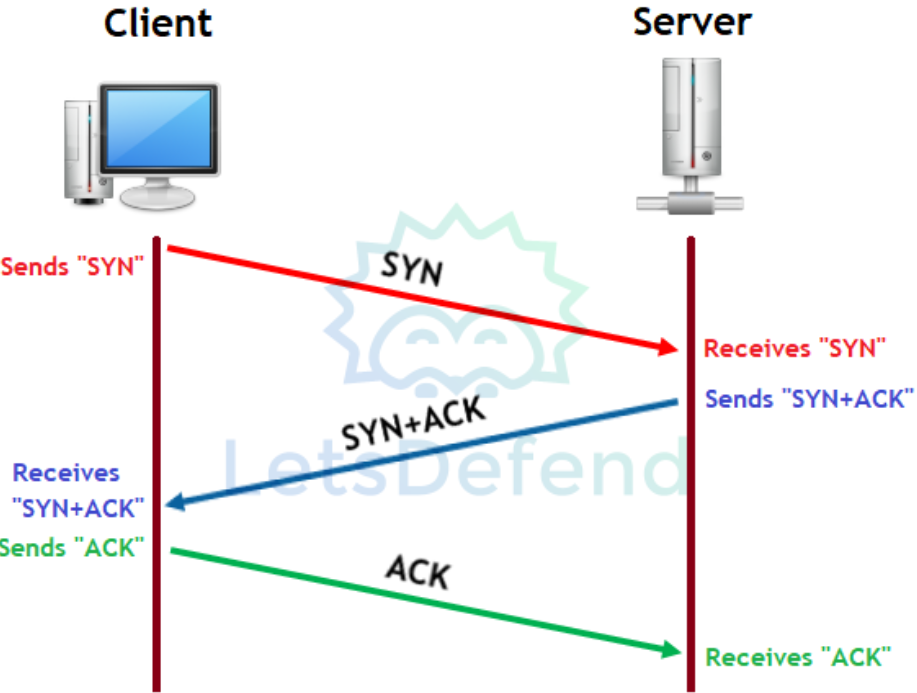 Client
Server
Sends "SYN"
SYN
Receives "SYN"
Sends "SYN+ACK"
SYN+ACK
LetsDefend
Receives
"SYN+ACK"
Sends "ACK"
ACK
Receives "ACK"